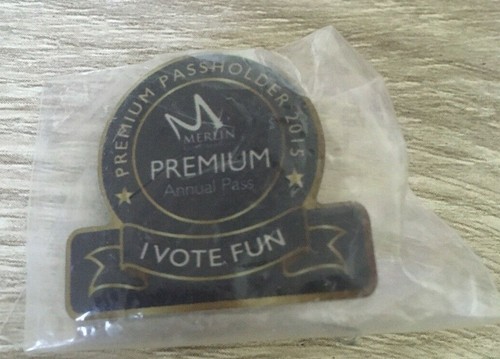 PREMIUM PASSHOLDER 2015
MERLIN
PREMIUM
Annual Pass
I VOTE FUN